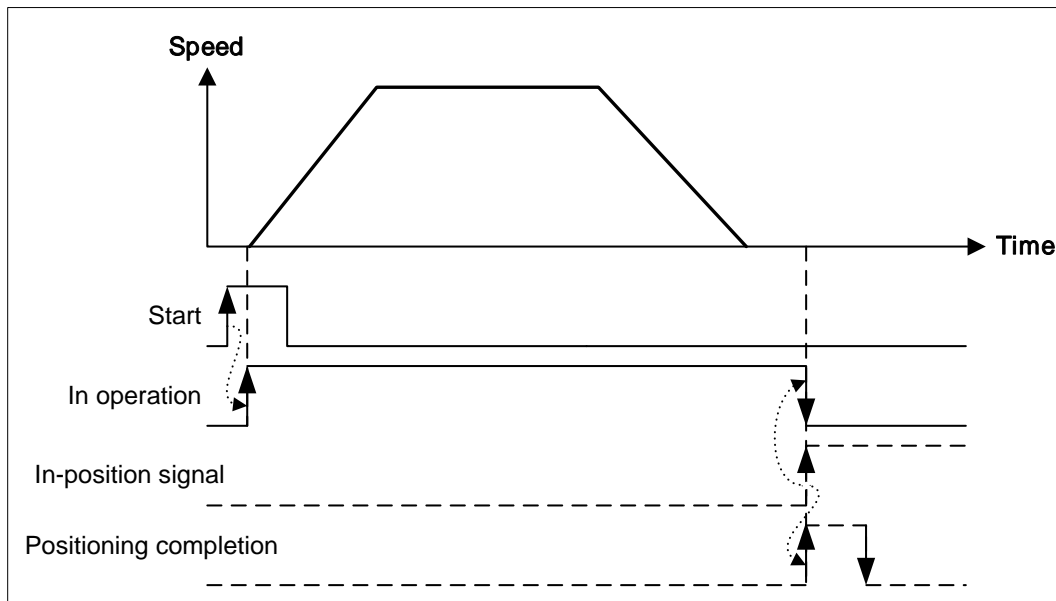 Speed
Time
Start
In operation
In-position signal
Positioning completion